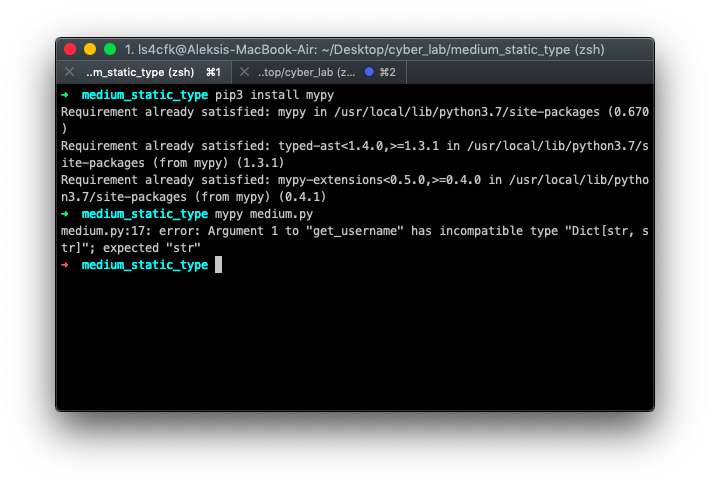 1. ls4cfk@Aleksis-MacBook-Air: ~/Desktop/cyber_lab/medium_static_type (zsh)
..m_static_type (zsh) ⌘1 ..top/cyber_lab (z... ⌘2
➜ medium_static_type pip3 install mypy
Requirement already satisfied: mypy in /usr/local/lib/python3.7/site-packages (0.670
)
Requirement already satisfied: typed-ast<1.4.0,>=1.3.1 in /usr/local/lib/python3.7/s
ite-packages (from mypy) (1.3.1)
Requirement already satisfied: mypy-extensions<0.5.0,>=0.4.0 in /usr/local/lib/pytho
n3.7/site-packages (from mypy) (0.4.1)
➜ medium_static_type mypy medium.py
medium.py:17: error: Argument 1 to "get_username" has incompatible type "Dict[str, s
tr]"; expected "str"
➜ medium_static_type